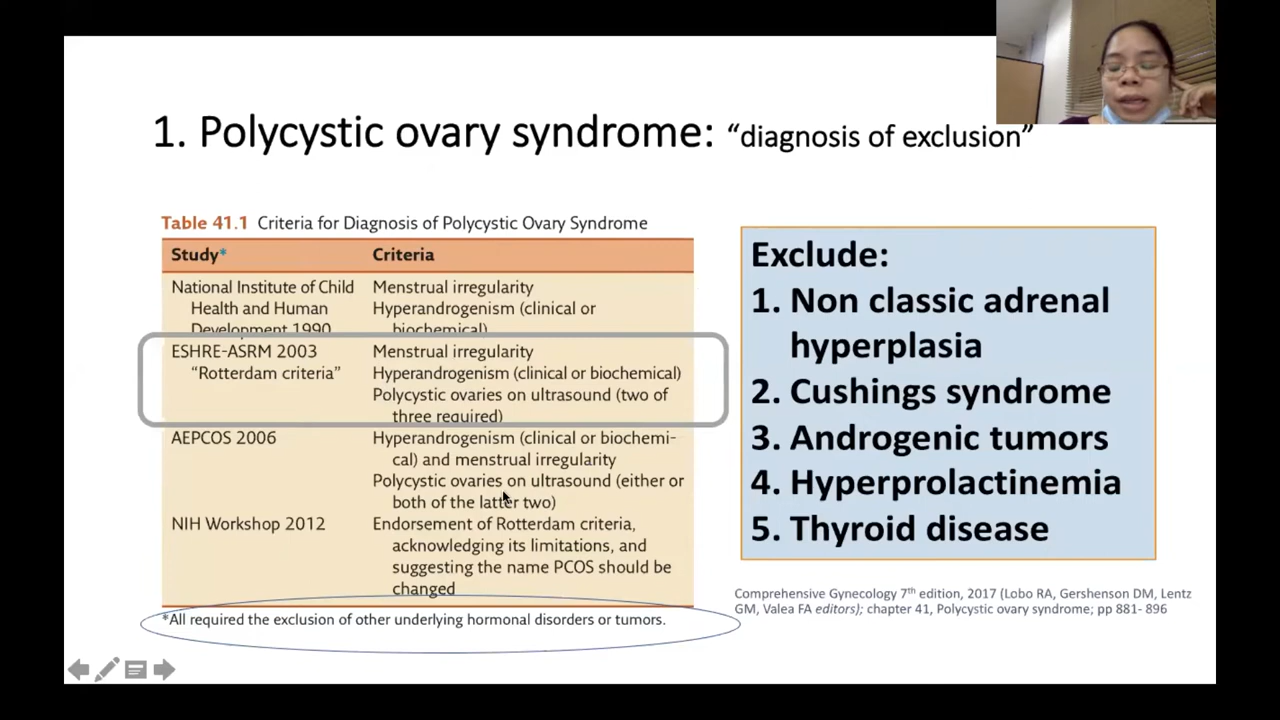 1. Polycystic ovary syndrome: “diagnosis of exclusion”
Table 41.1 Criteria for Diagnosis of Polycystic Ovary Syndrome
Study* Criteria
National Institute of Child Menstrual irregularity
Health and Human Hyperandrogenism (clinical or
Development 1990 biochemical)
ESHRE-ASRM 2003 Menstrual irregularity
“Rotterdam criteria” Hyperandrogenism (clinical or biochemical)
Polycystic ovaries on ultrasound (two of
three required)
AEPCOS 2006 Hyperandrogenism (clinical or biochemi-
cal) and menstrual irregularity
Polycystic ovaries on ultrasound (either or
both of the latter two)
NIH Workshop 2012 Endorsement of Rotterdam criteria,
acknowledging its limitations, and
suggesting the name PCOS should be
changed
*All required the exclusion of other underlying hormonal disorders or tumors.
Exclude:
1. Non classic adrenal
hyperplasia
2. Cushings syndrome
3. Androgenic tumors
4. Hyperprolactinemia
5. Thyroid disease
Comprehensive Gynecology 7th edition, 2017 (Lobo RA, Gershenson DM, Lentz
GM, Valea FA editors); chapter 41, Polycystic ovary syndrome; pp 881- 896